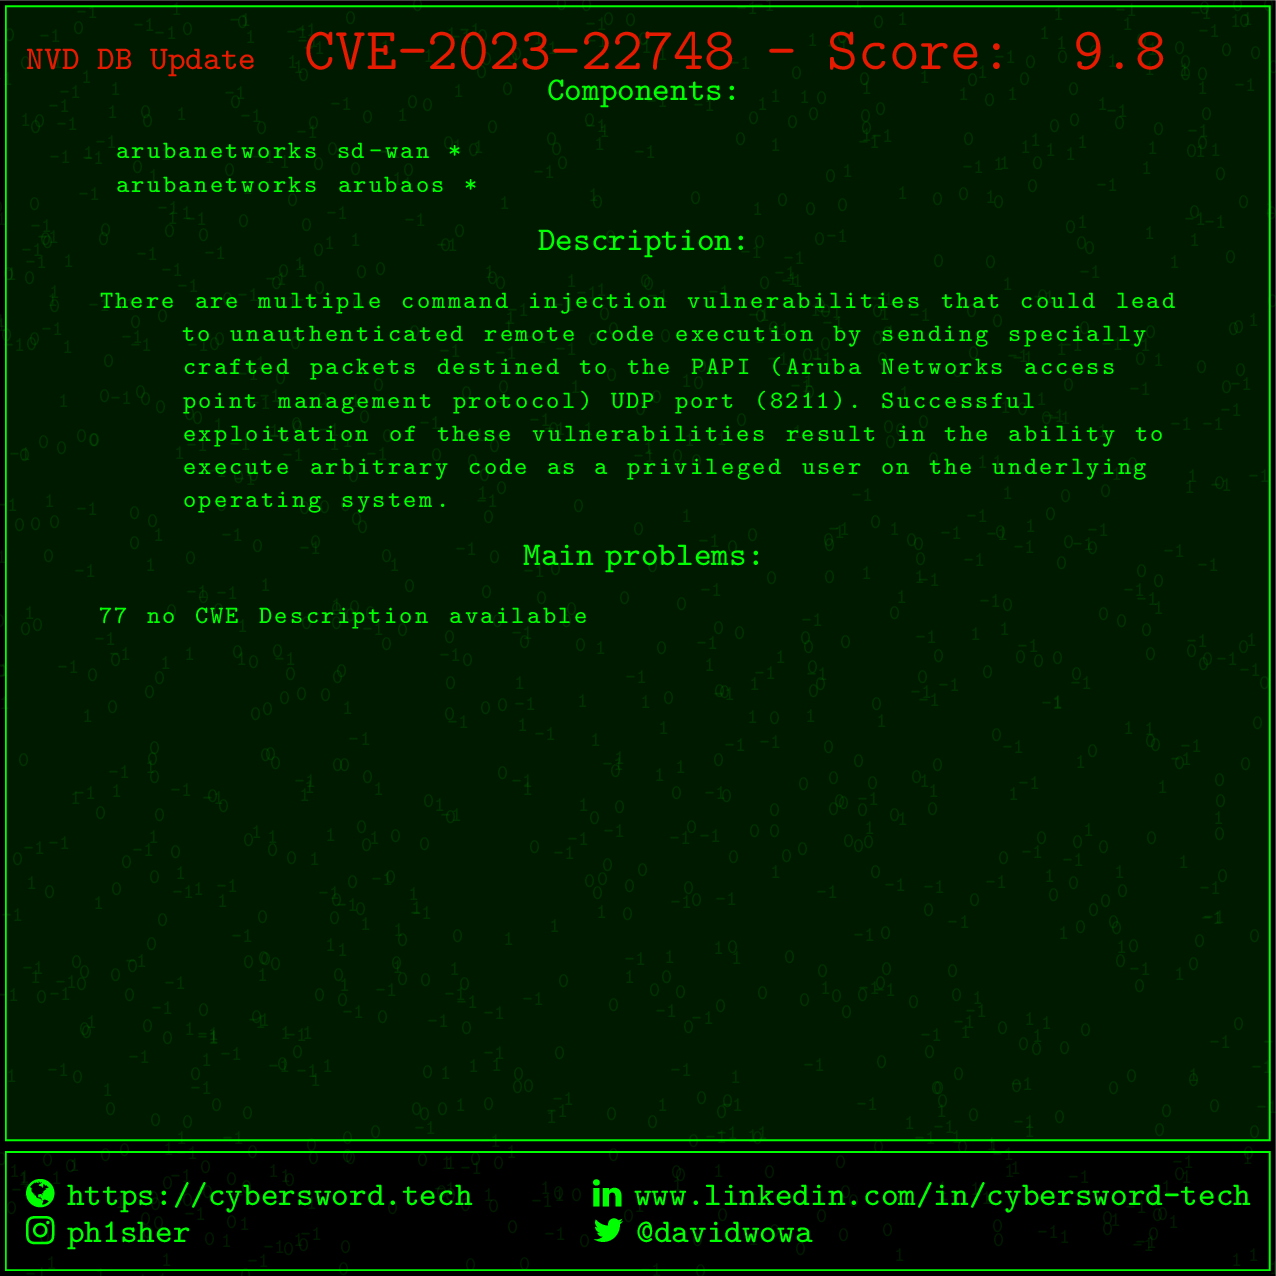 NVD DB Update CVE-2023-22748 - Score: 9.8
Components:
arubanetworks sd-wan *
arubanetworks arubaos *
Description:
There are multiple command injection vulnerabilities that could lead
to unauthenticated remote code execution by sending specially
crafted packets destined to the PAPI (Aruba Networks access
point management protocol) UDP port (8211). Successful
exploitation of these vulnerabilities result in the ability to
execute arbitrary code as a privileged user on the underlying
operating system.
Main problems:
77 no CWE Description available
https://cybersword.tech www.linkedin.com/in/cybersword-tech
ph1sher @davidwowa